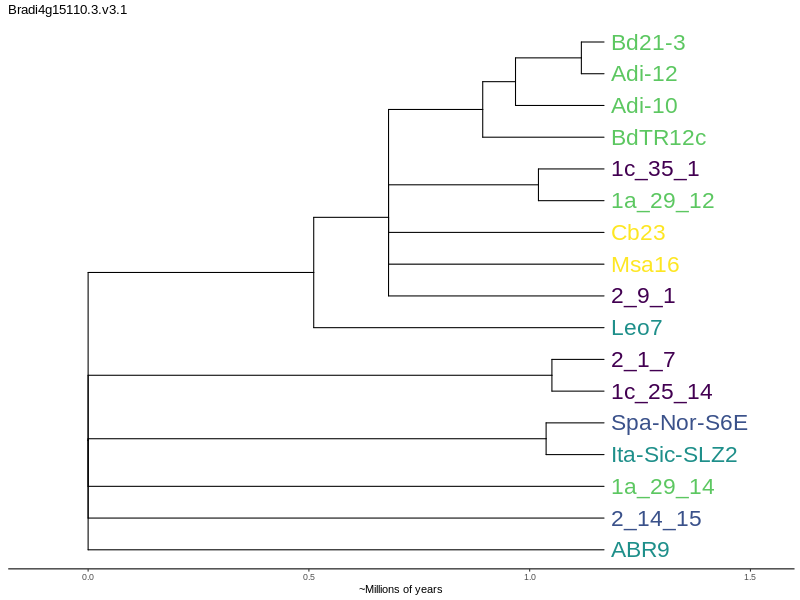 Bradi4g15110.3.v3.1
Bd21-3
Adi-12
Adi-10
BdTR12c
1c_35_1
1a_29_12
Cb23
Msa16
2_9_1
Leo7
2_1_7
1c_25_14
Spa-Nor-S6E
Ita-Sic-SLZ2
1a_29_14
2_14_15
ABR9
0.0 0.5 1.0 1.5
~Millions of years